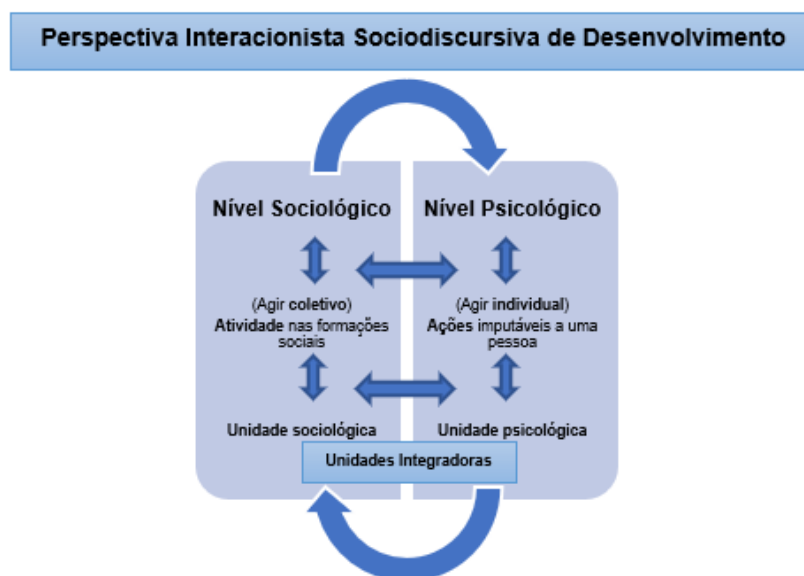 Perspectiva Interacionista Sociodiscursiva de Desenvolvimento
Nível Sociológico
(Agir coletivo)
Atividade nas formações
sociais
Unidade sociológica
Nível Psicológico
(Agir individual)
Ações imputáveis a uma
pessoa
Unidade psicológica
Unidades Integradoras